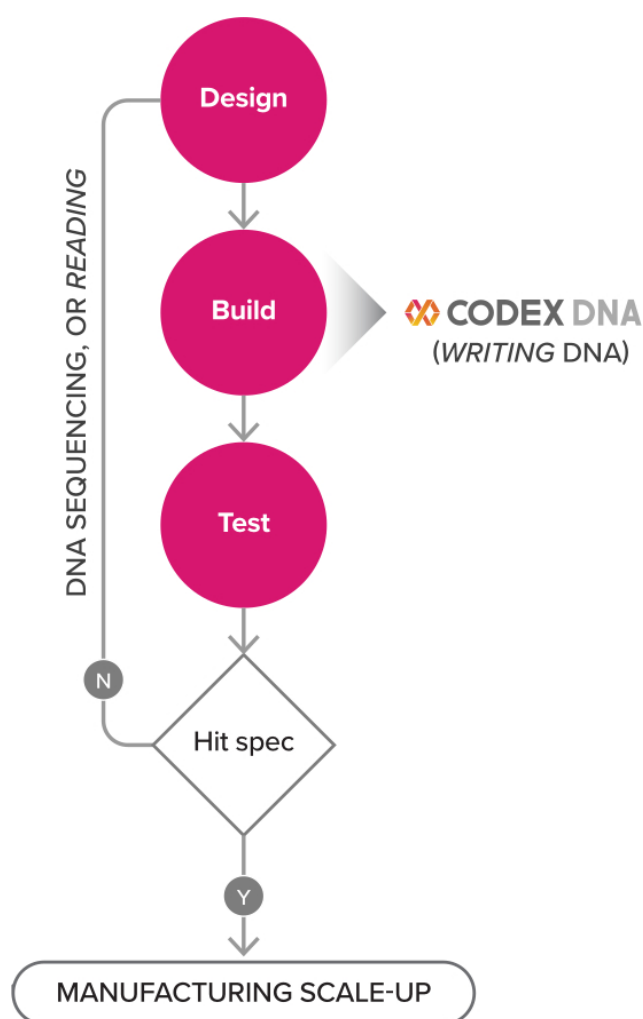 Design
DNA SEQUENCING, OR READING
Build
CODEX DNA
(WRITING DNA)
Test
N
Hit spec
Y
MANUFACTURING SCALE-UP